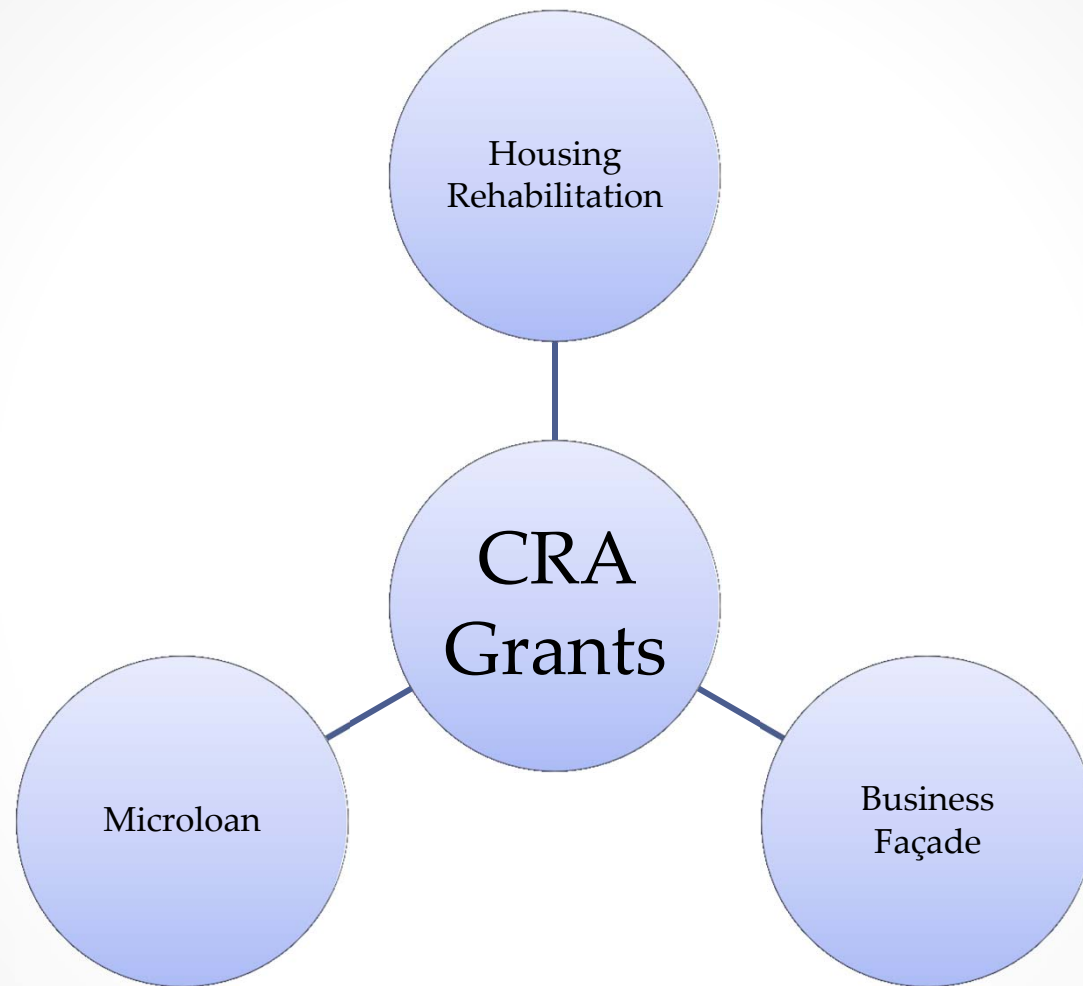 Housing
Rehabilitation
CRA
Grants
Microloan
Business
Façade